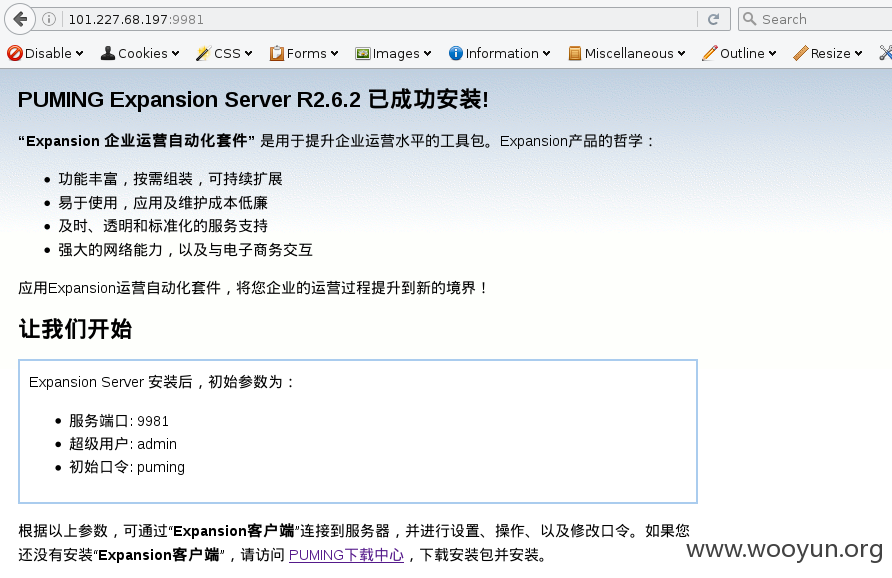 101.227.68.197:9981
Search
Disable Cookies CSS Forms Images Information Miscellaneous Outline Resize
PUMING Expansion Server R2.6.2 已成功安装!
“Expansion 企业运营自动化套件” 是用于提升企业运营水平的工具包。Expansion产品的哲学：
功能丰富，按需组装，可持续扩展
易于使用，应用及维护成本低廉
及时、透明和标准化的服务支持
强大的网络能力，以及与电子商务交互
应用Expansion运营自动化套件，将您企业的运营过程提升到新的境界！
让我们开始
Expansion Server 安装后，初始参数为：
服务端口: 9981
超级用户: admin
初始口令: puming
根据以上参数，可通过“Expansion客户端”连接到服务器，并进行设置、操作、以及修改口令。如果您
还没有安装“Expansion客户端”，请访问 PUMING下载中心，下载安装包并安装。
www.wooyun.org